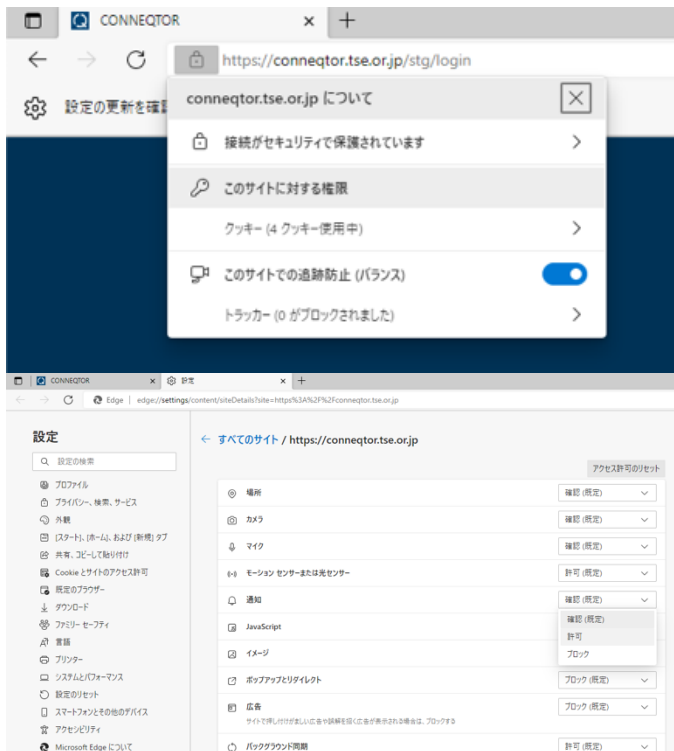 CONNEQTOR
https://conneqtor.tse.or.jp/stg/login
設定の更新を確認
conneqtor.tse.or.jp について
接続がセキュリティで保護されています
このサイトに対する権限
クッキー (4 クッキー使用中)
このサイトでの追跡防止 (バランス)
トラッカー (0 がブロックされました)
CONNEQTOR
設定
Edge | edge://settings/content/siteDetails?site=https%3A%2F%2Fconneqtor.tse.or.jp
設定
設定の検索
プロファイル
プライバシー、検索、サービス
外観
[スタート]、[ホーム]、および [新規] タブ
共有、コピーして貼り付け
Cookie とサイトのアクセス許可
既定のブラウザー
ダウンロード
ファミリー セーフティ
言語
プリンター
システムとパフォーマンス
設定のリセット
スマートフォンとその他のデバイス
アクセシビリティ
Microsoft Edge について
すべてのサイト / https://conneqtor.tse.or.jp
アクセス許可のリセット
場所 確認 (既定)
カメラ 確認 (既定)
マイク 確認 (既定)
モーション センサーまたは光センサー 許可 (既定)
通知 確認 (既定)
確認 (既定)
JavaScript 許可
イメージ ブロック
ポップアップとリダイレクト ブロック (既定)
広告 ブロック (既定)
サイトで押し付けがましい広告や誤解を招く広告が表示される場合は、ブロックする
バックグラウンド同期 許可 (既定)